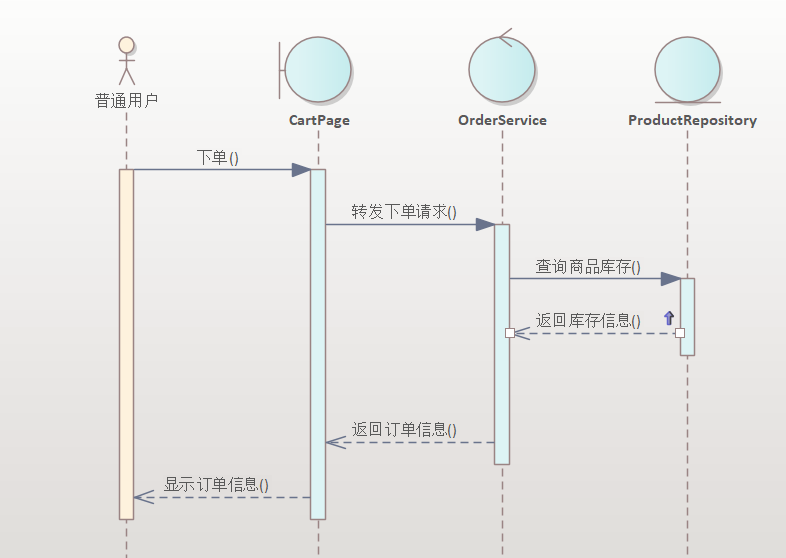 普通用户
CartPage
OrderService
ProductRepository
下单()
转发下单请求()
查询商品库存()
返回库存信息()
返回订单信息()
显示订单信息()